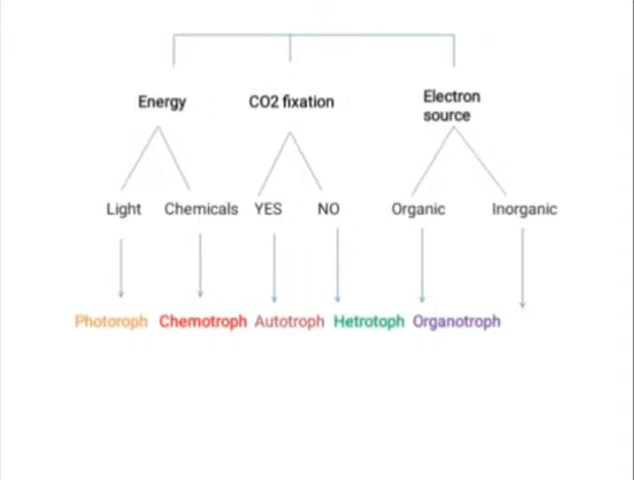 Energy
CO2 fixation
Electron
source
Light
Chemicals
YES
NO
Organic
Inorganic
Photoroph
Chemotroph
Autotroph
Hetrotoph
Organotroph